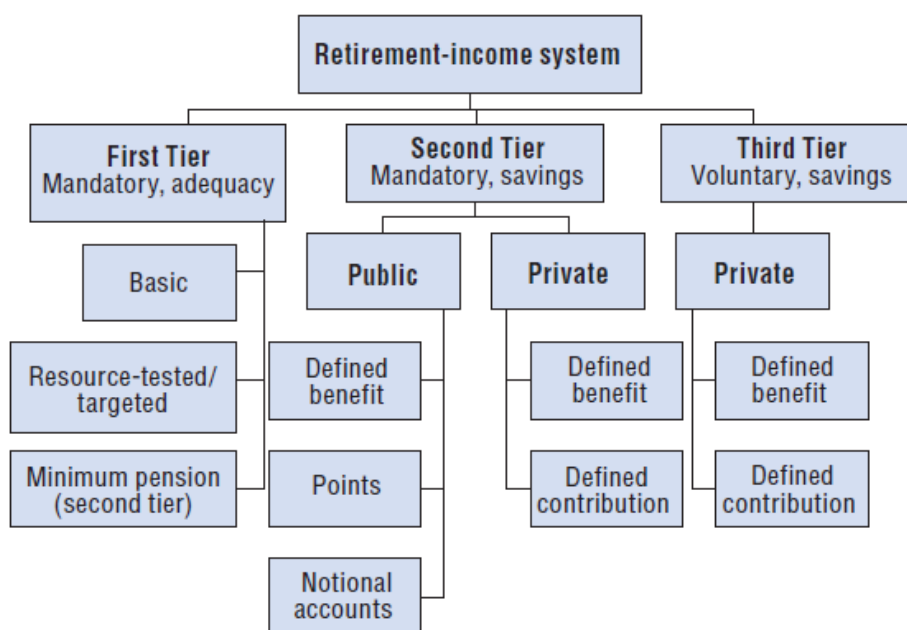 Retirement-income system
First Tier
Mandatory, adequacy
Second Tier
Mandatory, savings
Third Tier
Voluntary, savings
Basic
Resource-tested/
targeted
Minimum pension
(second tier)
Public
Defined
benefit
Points
Notional
accounts
Private
Defined
benefit
Defined
contribution
Private
Defined
benefit
Defined
contribution